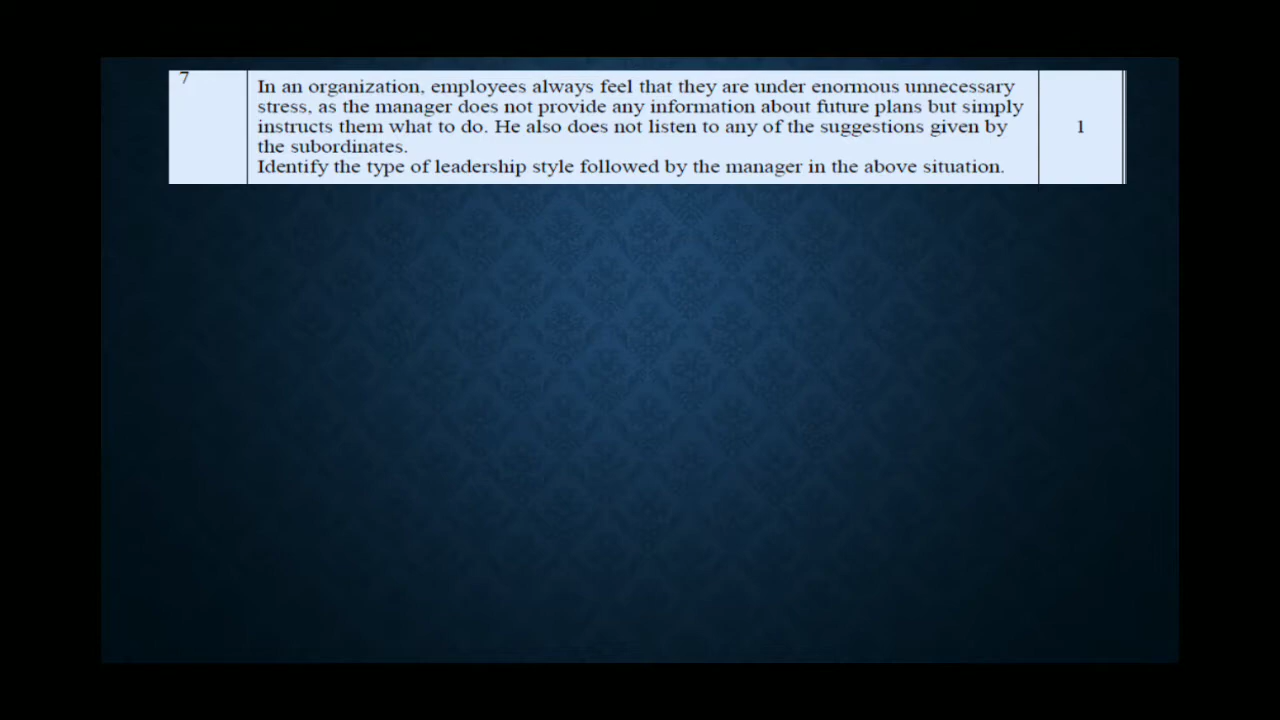 7
In an organization, employees always feel that they are under enormous unnecessary
stress, as the manager does not provide any information about future plans but simply
instructs them what to do. He also does not listen to any of the suggestions given by
the subordinates.
Identify the type of leadership style followed by the manager in the above situation.
1